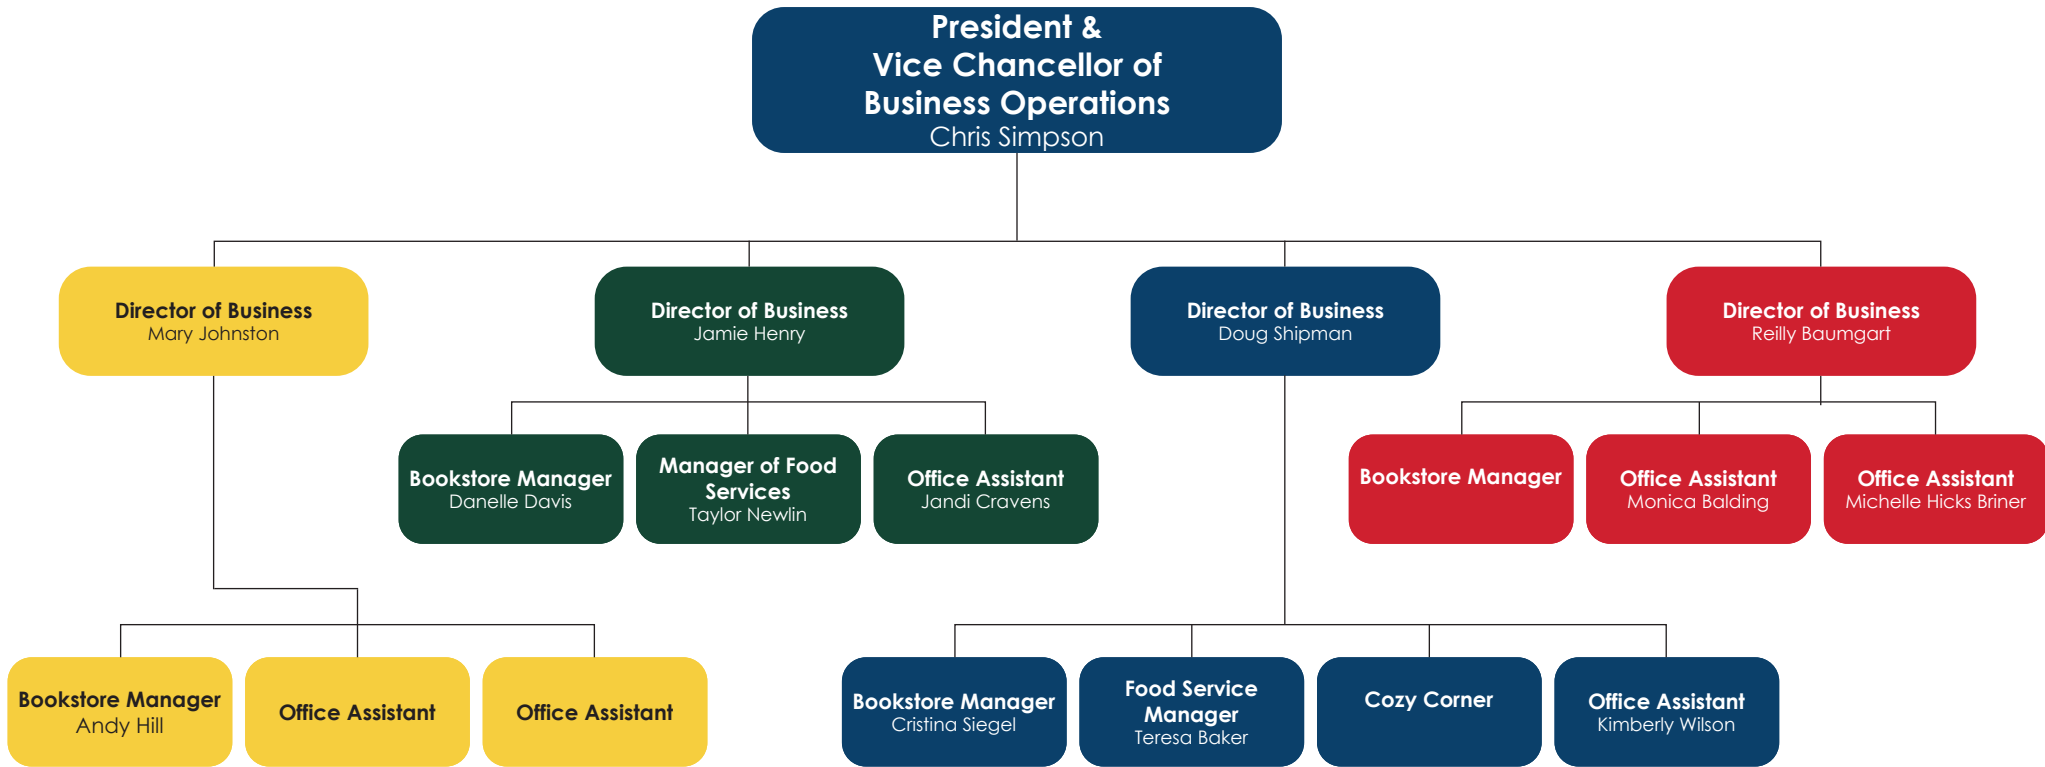 President &
Vice Chancellor of
Business Operations
Chris Simpson
Director of Business
Mary Johnston
Director of Business
Jamie Henry
Director of Business
Doug Shipman
Director of Business
Reilly Baumgart
Bookstore Manager
Danelle Davis
Manager of Food
Services
Taylor Newlin
Office Assistant
Jandi Cravens
Bookstore Manager
Office Assistant
Monica Balding
Office Assistant
Michelle Hicks Briner
Bookstore Manager
Andy Hill
Office Assistant
Office Assistant
Bookstore Manager
Cristina Siegel
Food Service
Manager
Teresa Baker
Cozy Corner
Office Assistant
Kimberly Wilson